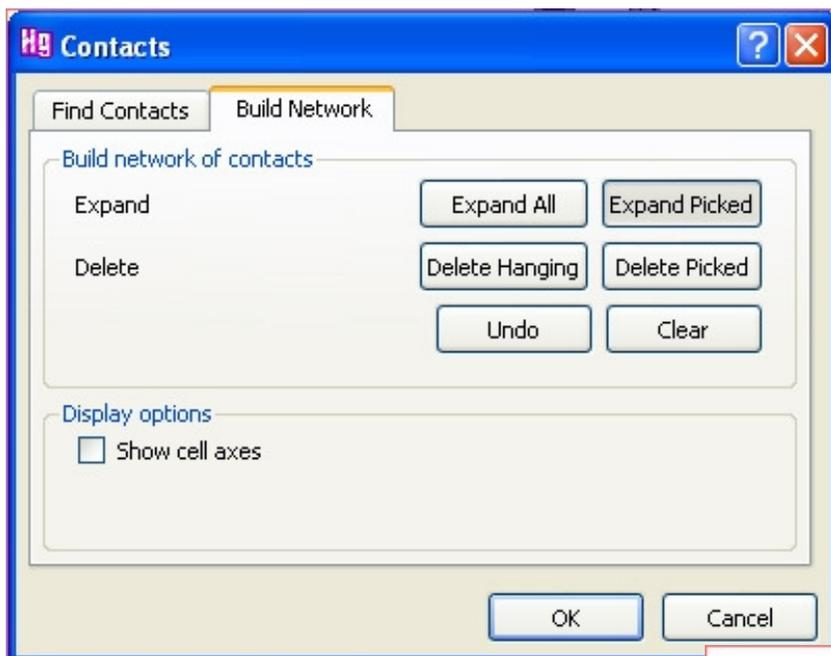 Hg Contacts ?
Find Contacts Build Network
Build network of contacts
Expand Expand All Expand Picked
Delete Delete Hanging Delete Picked
Undo Clear
Display options
Show cell axes
OK Cancel